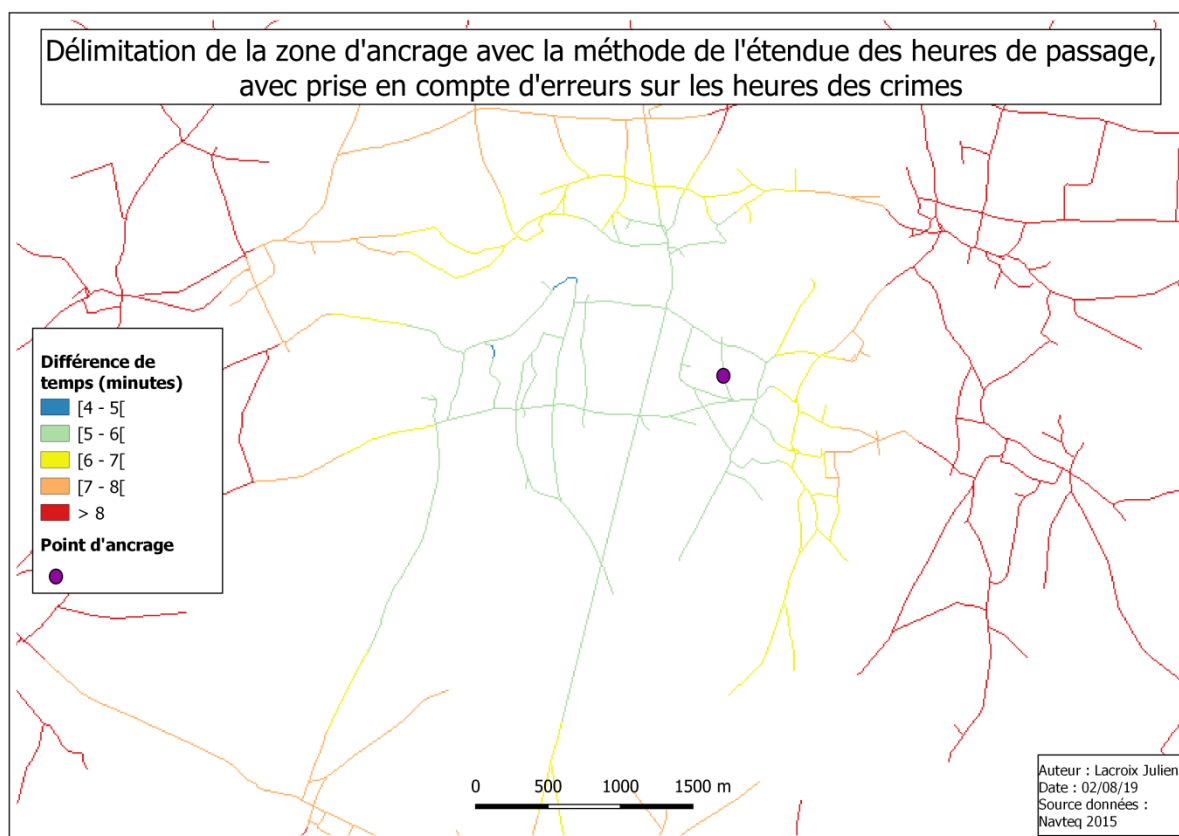 Délimitation de la zone d'ancrage avec la méthode de l'étendue des heures de passage,
avec prise en compte d'erreurs sur les heures des crimes
Différence de
temps (minutes)
[4 - 5[
[5 - 6[
[6 - 7[
[7 - 8[
> 8
Point d'ancrage
0 500 1000 1500 m
Auteur : Lacroix Julien
Date : 02/08/19
Source données :
Navteq 2015